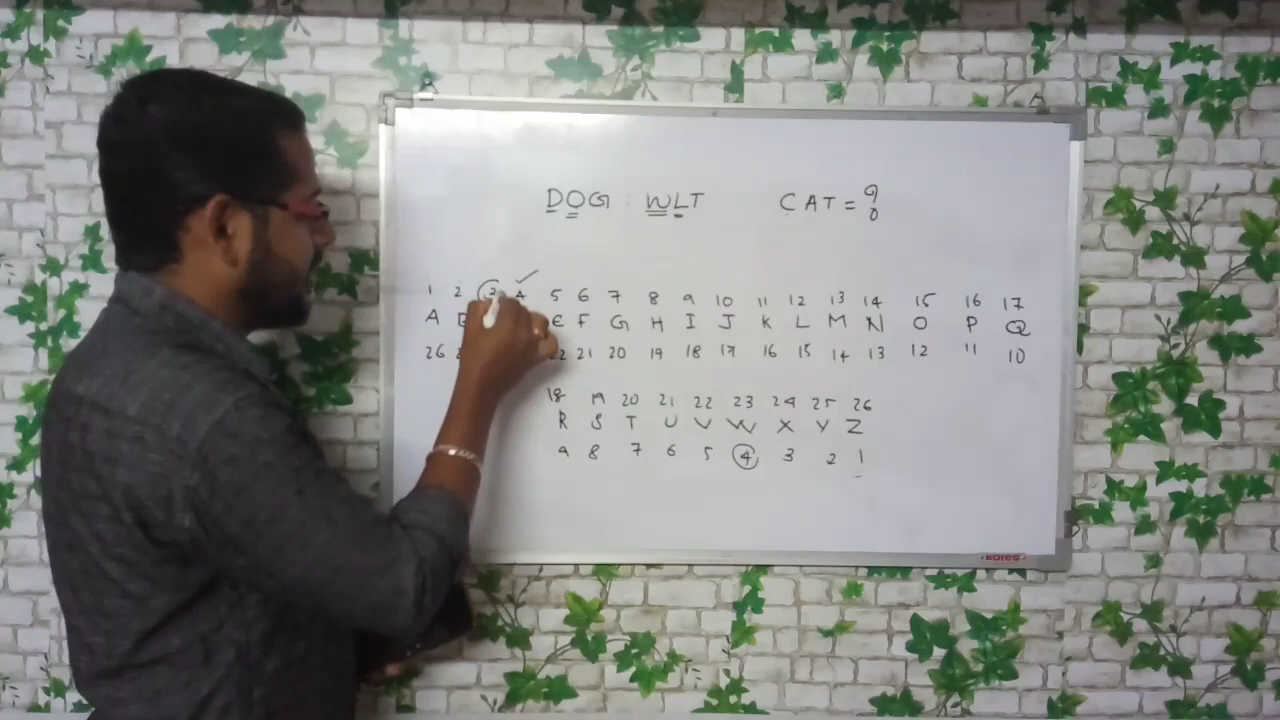 DOG : WLT CAT = ?
1 2 3 4 5 6 7 8 9 10 11 12 13 14 15 16 17
A E F G H I J K L M N O P Q
26 21 20 19 18 17 16 15 14 13 12 11 10
18 19 20 21 22 23 24 25 26
R S T U V W X Y Z
9 8 7 6 5 4 3 2 1
KORES